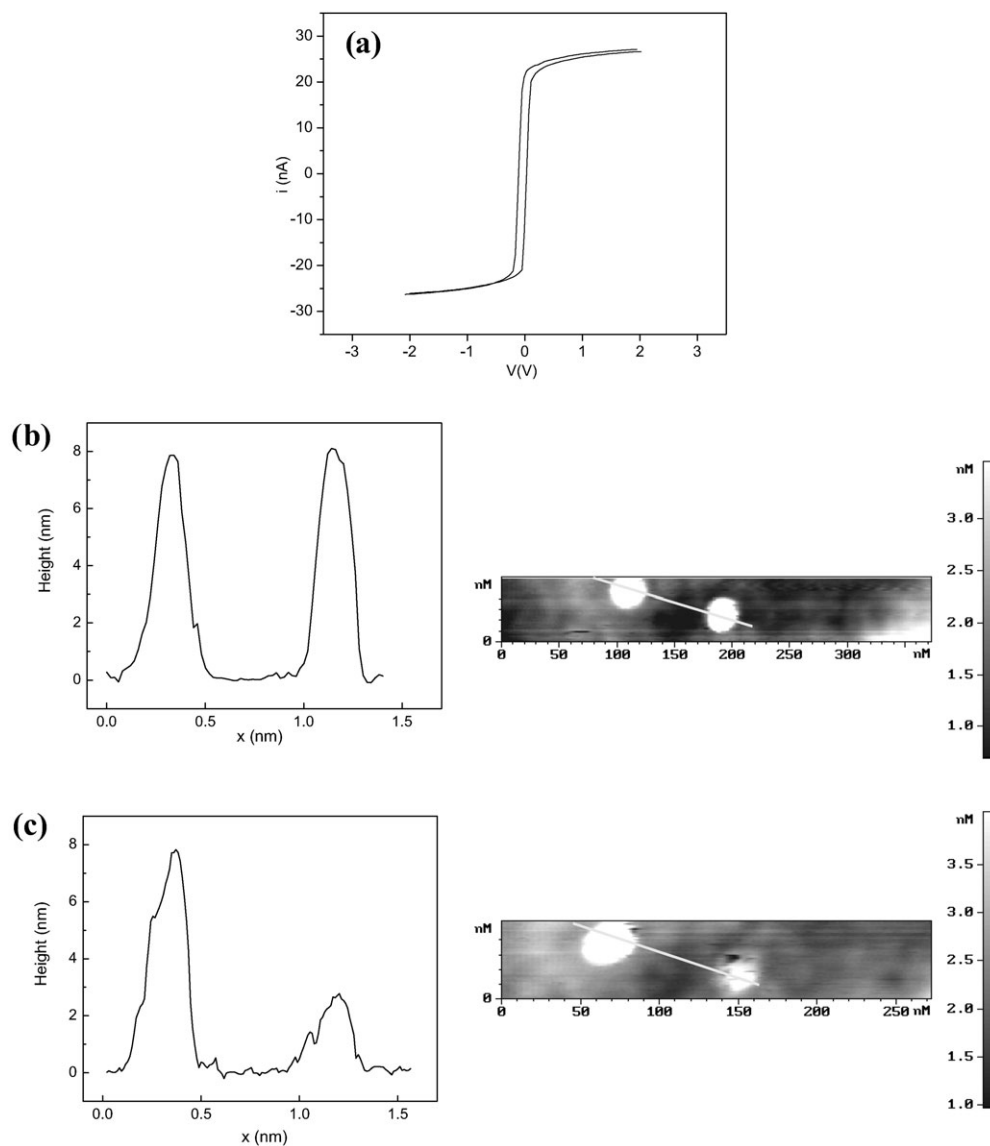 (a)
30
20
10
0
-10
-20
-30
i (nA)
-3 -2 -1 0 1 2 3
V(V)
(b)
8
6
4
2
0
Height (nm)
0.0 0.5 1.0 1.5
x (nm)
nM
0
0 50 100 150 200 250 300 nM
nM
3.0
2.5
2.0
1.5
1.0
(c)
8
6
4
2
0
Height (nm)
0.0 0.5 1.0 1.5
x (nm)
nM
0
0 50 100 150 200 250 nM
nM
3.5
3.0
2.5
2.0
1.5
1.0